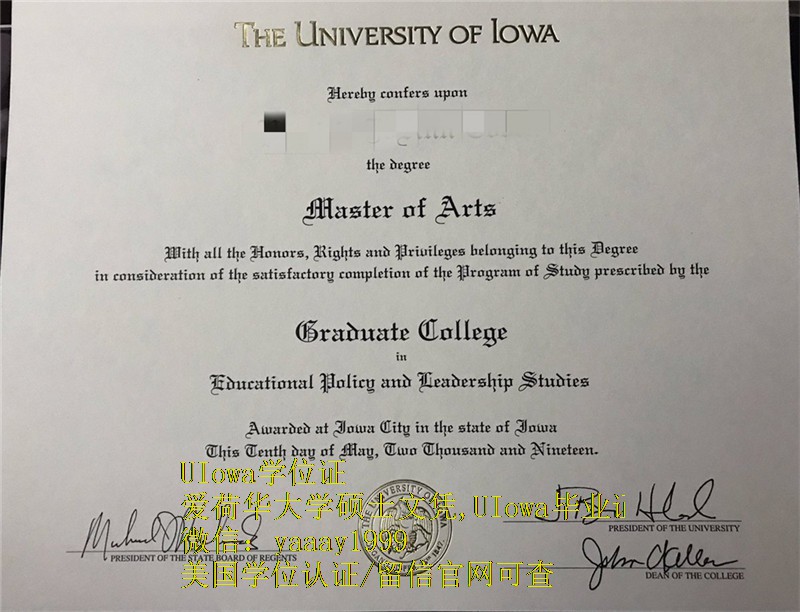 THE UNIVERSITY OF IOWA
Hereby confers upon
the degree
Master of Arts
With all the Honors, Rights and Privileges belonging to this Degree
in consideration of the satisfactory completion of the Program of Study prescribed by the
Graduate College
in
Educational Policy and Leadership Studies
Awarded at Iowa City in the state of Iowa
This Tenth day of May, Two Thousand and Nineteen.
UIowa学位证
爱荷华大学硕士文凭,UIowa毕业
微信: yaaay1999
美国学位认证/留信官网可查
PRESIDENT OF THE STATE BOARD OF REGENTS
PRESIDENT OF THE UNIVERSITY
DEAN OF THE COLLEGE